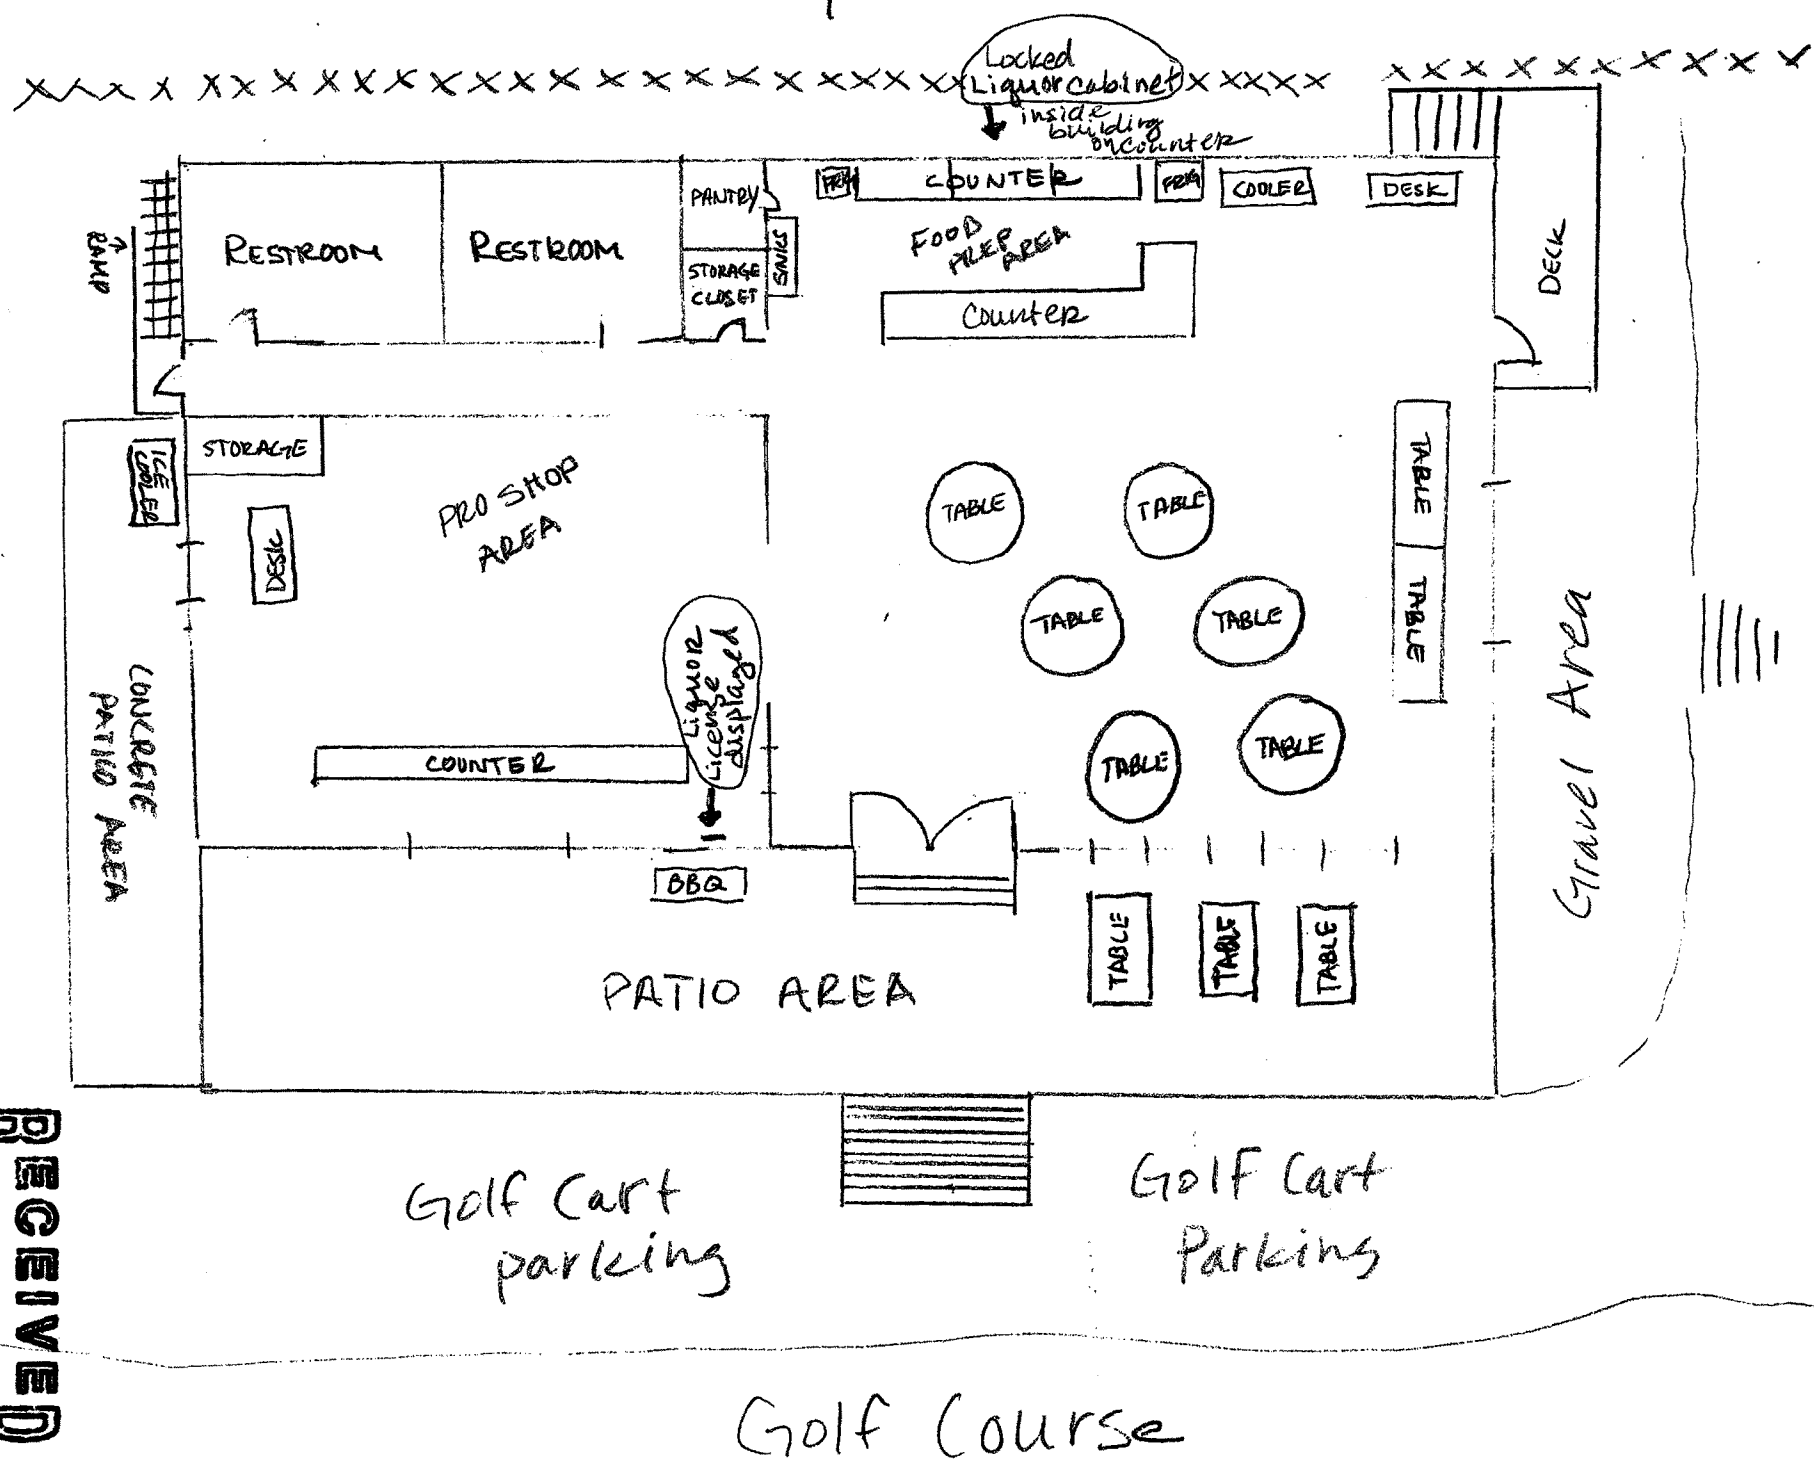 Locked
Liquor cabinet
inside
building
on counter
RAMP
RESTROOM
RESTROOM
PANTRY
STORAGE
CLOSET
SINKS
FRIG
COUNTER
FRIG
COOLER
DESK
FOOD
PREP
AREA
Counter
DECK
STORAGE
ICE
COOLER
DESK
PRO SHOP
AREA
TABLE
TABLE
TABLE
TABLE
TABLE
TABLE
TABLE
TABLE
Liquor
License
displayed
COUNTER
CONCRETE
PATIO AREA
Gravel Area
BBQ
TABLE
TABLE
TABLE
PATIO AREA
Golf Cart
parking
Golf Cart
Parking
RECEIVED
Golf Course